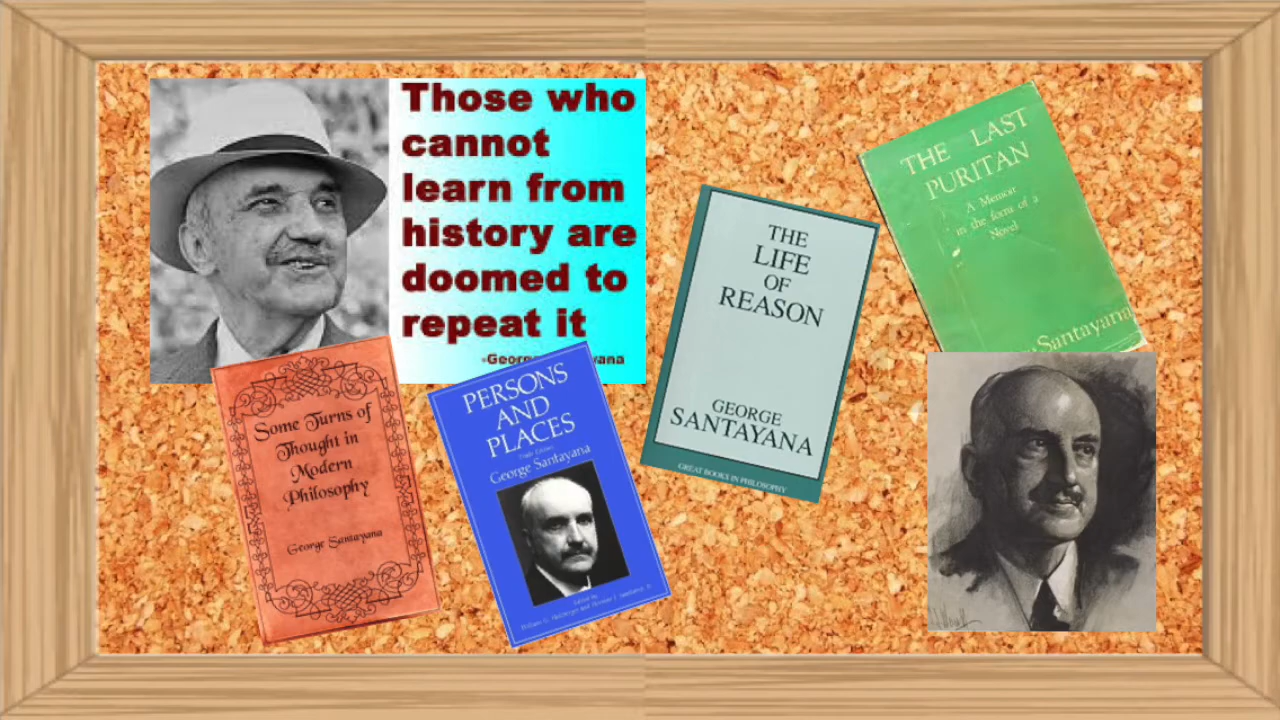 Those who
cannot
learn from
history are
doomed to
repeat it
Some Turns of
Thought in
Modern
Philosophy
George Santayana
PERSONS
AND
PLACES
George Santayana
Edited by
THE
LIFE
OF
REASON
GEORGE
SANTAYANA
GREAT BOOKS IN PHILOSOPHY
THE LAST
PURITAN
A Memoir
in the form of a
Novel
Santayana